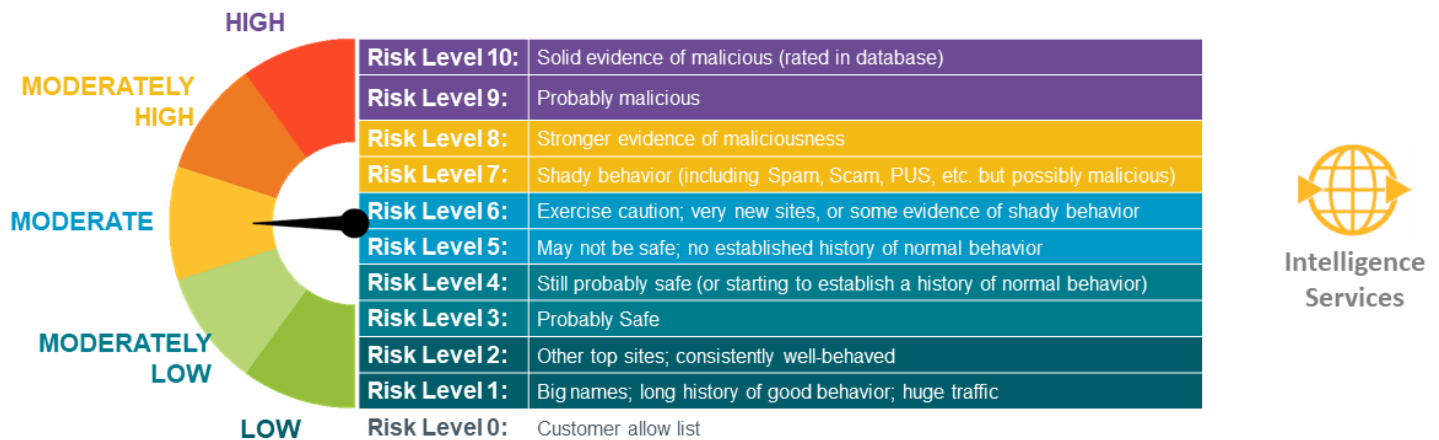 HIGH
MODERATELY
HIGH
MODERATE
MODERATELY
LOW
LOW
Risk Level 10: Solid evidence of malicious (rated in database)
Risk Level 9: Probably malicious
Risk Level 8: Stronger evidence of maliciousness
Risk Level 7: Shady behavior (including Spam, Scam, PUS, etc. but possibly malicious)
Risk Level 6: Exercise caution; very new sites, or some evidence of shady behavior
Risk Level 5: May not be safe; no established history of normal behavior
Risk Level 4: Still probably safe (or starting to establish a history of normal behavior)
Risk Level 3: Probably Safe
Risk Level 2: Other top sites; consistently well-behaved
Risk Level 1: Big names; long history of good behavior; huge traffic
Risk Level 0: Customer allow list
Intelligence
Services